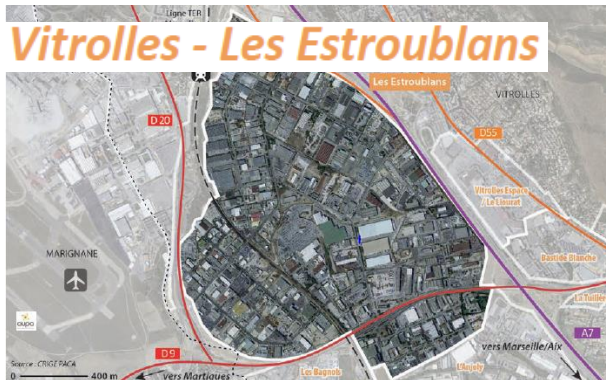 Ligne TER
Vitrolles - Les Estroublans
Les Estroublans
VITROLLES
D 20
D55
Vitrolles Espace
/ Le Liourat
MARIGNANE
Bastide Blanche
La Tuilière
aupa
A7
vers Marseille/Aix
D9
L'Anjoly
Les Bagnols
Source : CRIGE PACA
0 400 m
vers Martigues